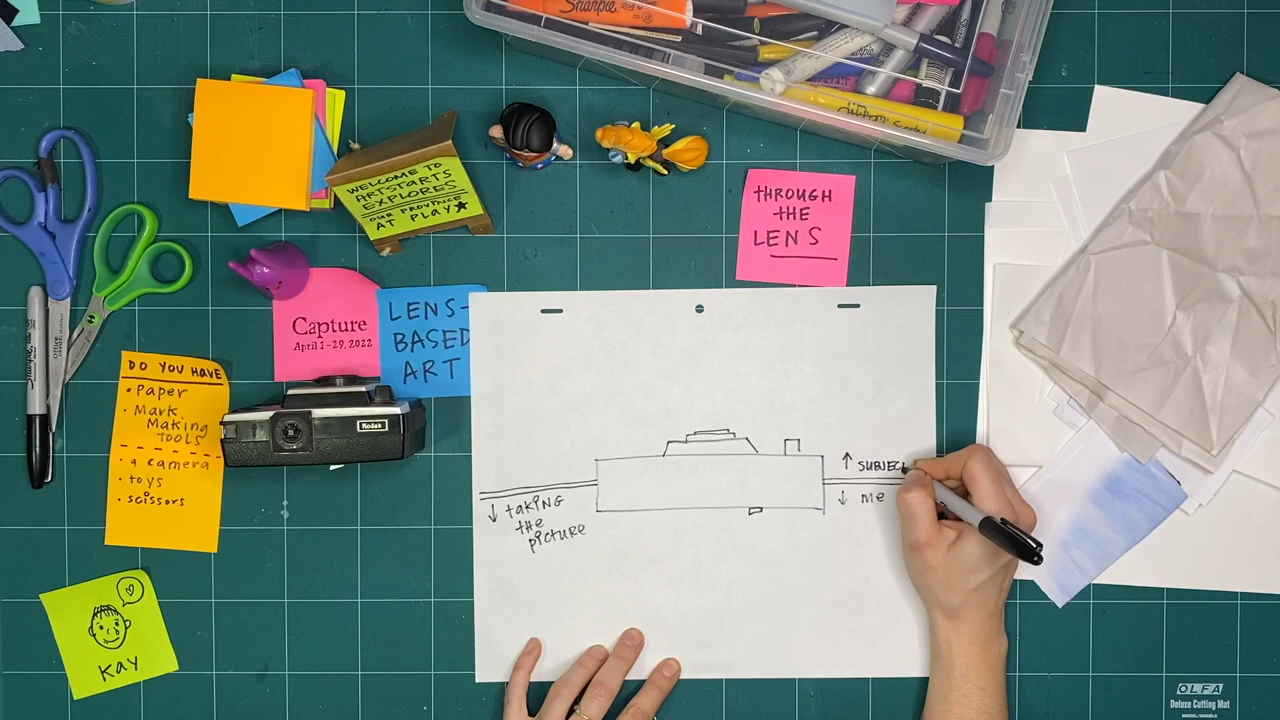 Sharpie
WELCOME TO
ARTSTARTS
EXPLORES
OUR PROVINCE
AT PLAY
THROUGH
THE
LENS
Capture
April 1-29, 2022
LENS-
BASED
ART
DO YOU HAVE
• Paper
• Mark
Making
Tools
• a camera
• toys
• scissors
Kodak
↑ SUBJEC
↓ me
↓ taking
the
picture
KAY
OLFA
Deluxe Cutting Mat